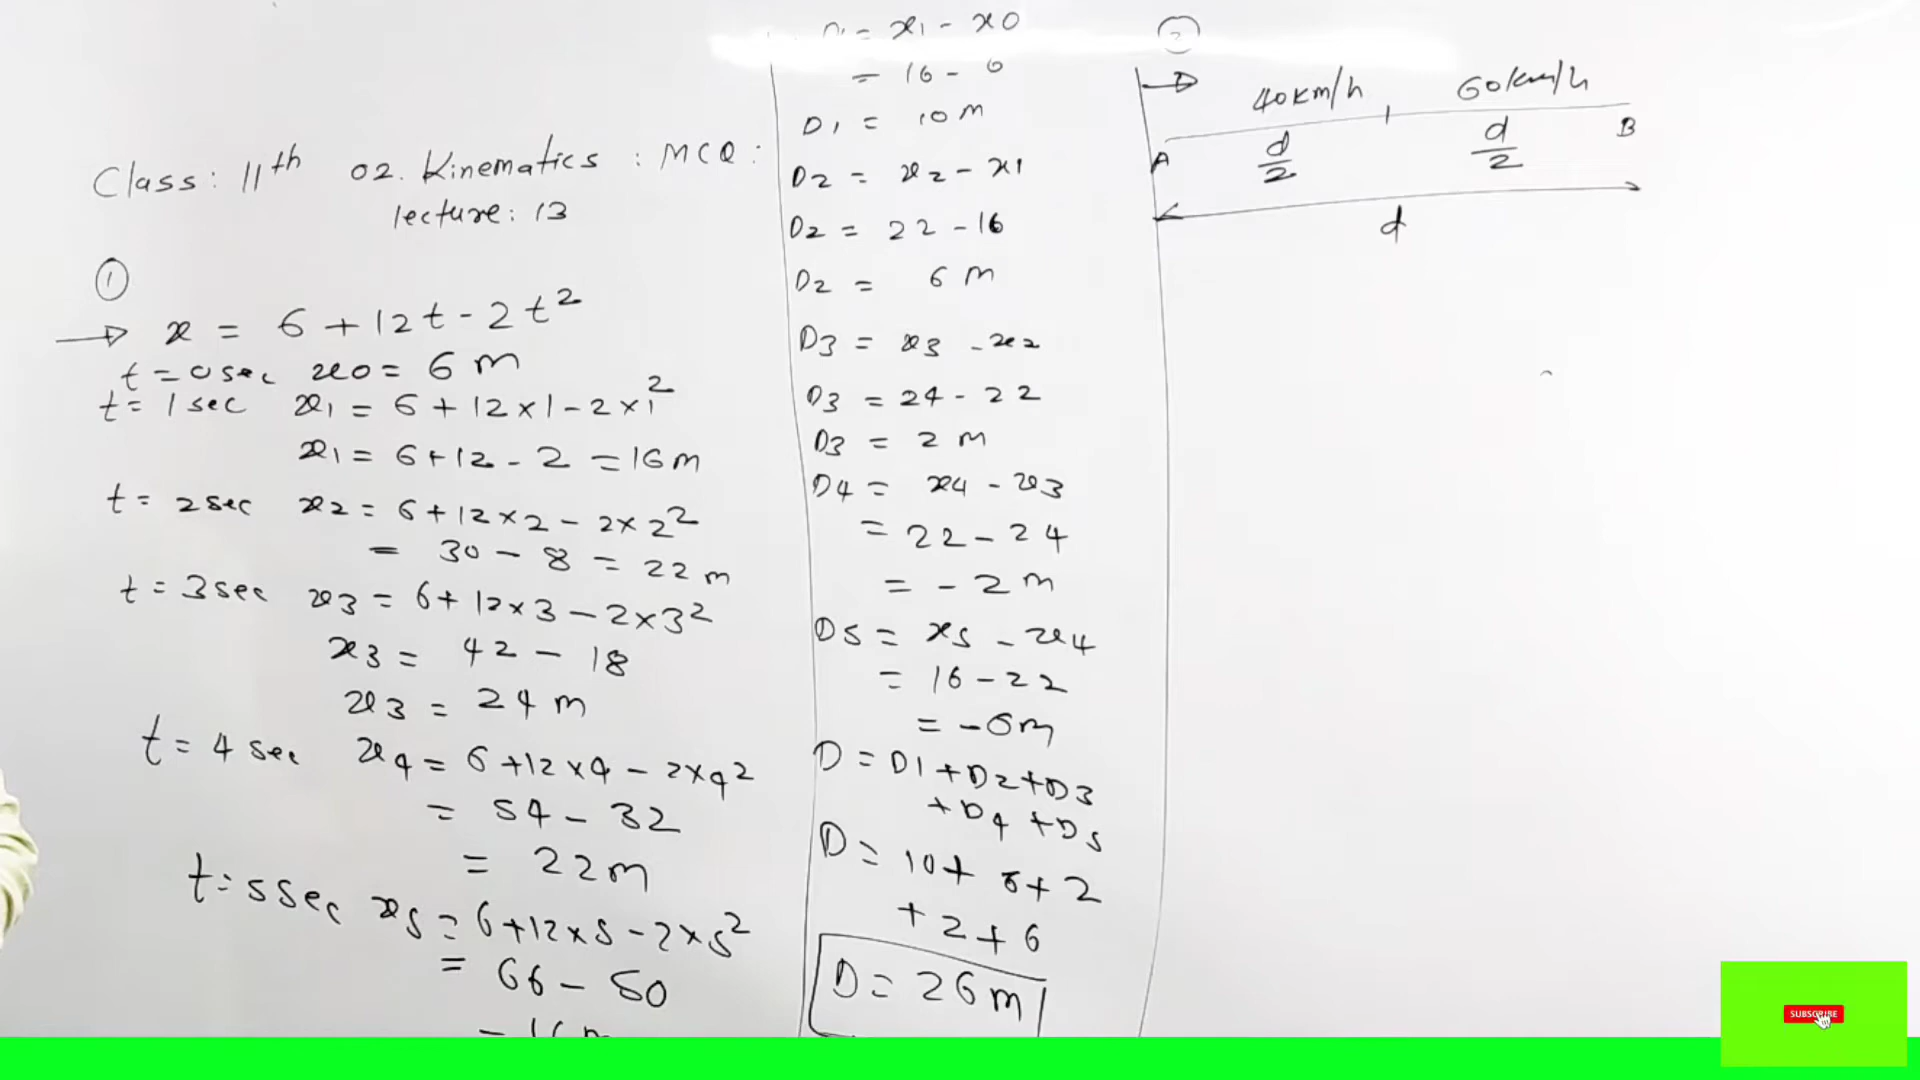 Class: 11th 02. Kinematics : MCQ :
lecture: 13
1
x = 6 + 12t - 2t²
t = 0 sec x0 = 6 m
t = 1 sec x1 = 6 + 12 × 1 - 2 × 1²
x1 = 6 + 12 - 2 = 16 m
t = 2 sec x2 = 6 + 12 × 2 - 2 × 2²
= 30 - 8 = 22 m
t = 3 sec x3 = 6 + 12 × 3 - 2 × 3²
x3 = 42 - 18
x3 = 24 m
t = 4 sec x4 = 6 + 12 × 4 - 2 × 4²
= 54 - 32
= 22 m
t = 5 sec x5 = 6 + 12 × 5 - 2 × 5²
= 66 - 50
= x1 - x0
= 16 - 6
D1 = 10 m
D2 = x2 - x1
D2 = 22 - 16
D2 = 6 m
D3 = x3 - x2
D3 = 24 - 22
D3 = 2 m
D4 = x4 - x3
= 22 - 24
= - 2 m
D5 = x5 - x4
= 16 - 22
= - 6 m
D = D1 + D2 + D3
+ D4 + D5
D = 10 + 6 + 2
+ 2 + 6
D = 26 m
2
40 km/h 60 km/h
A d/2 d/2 B
d
SUBSCRIBE